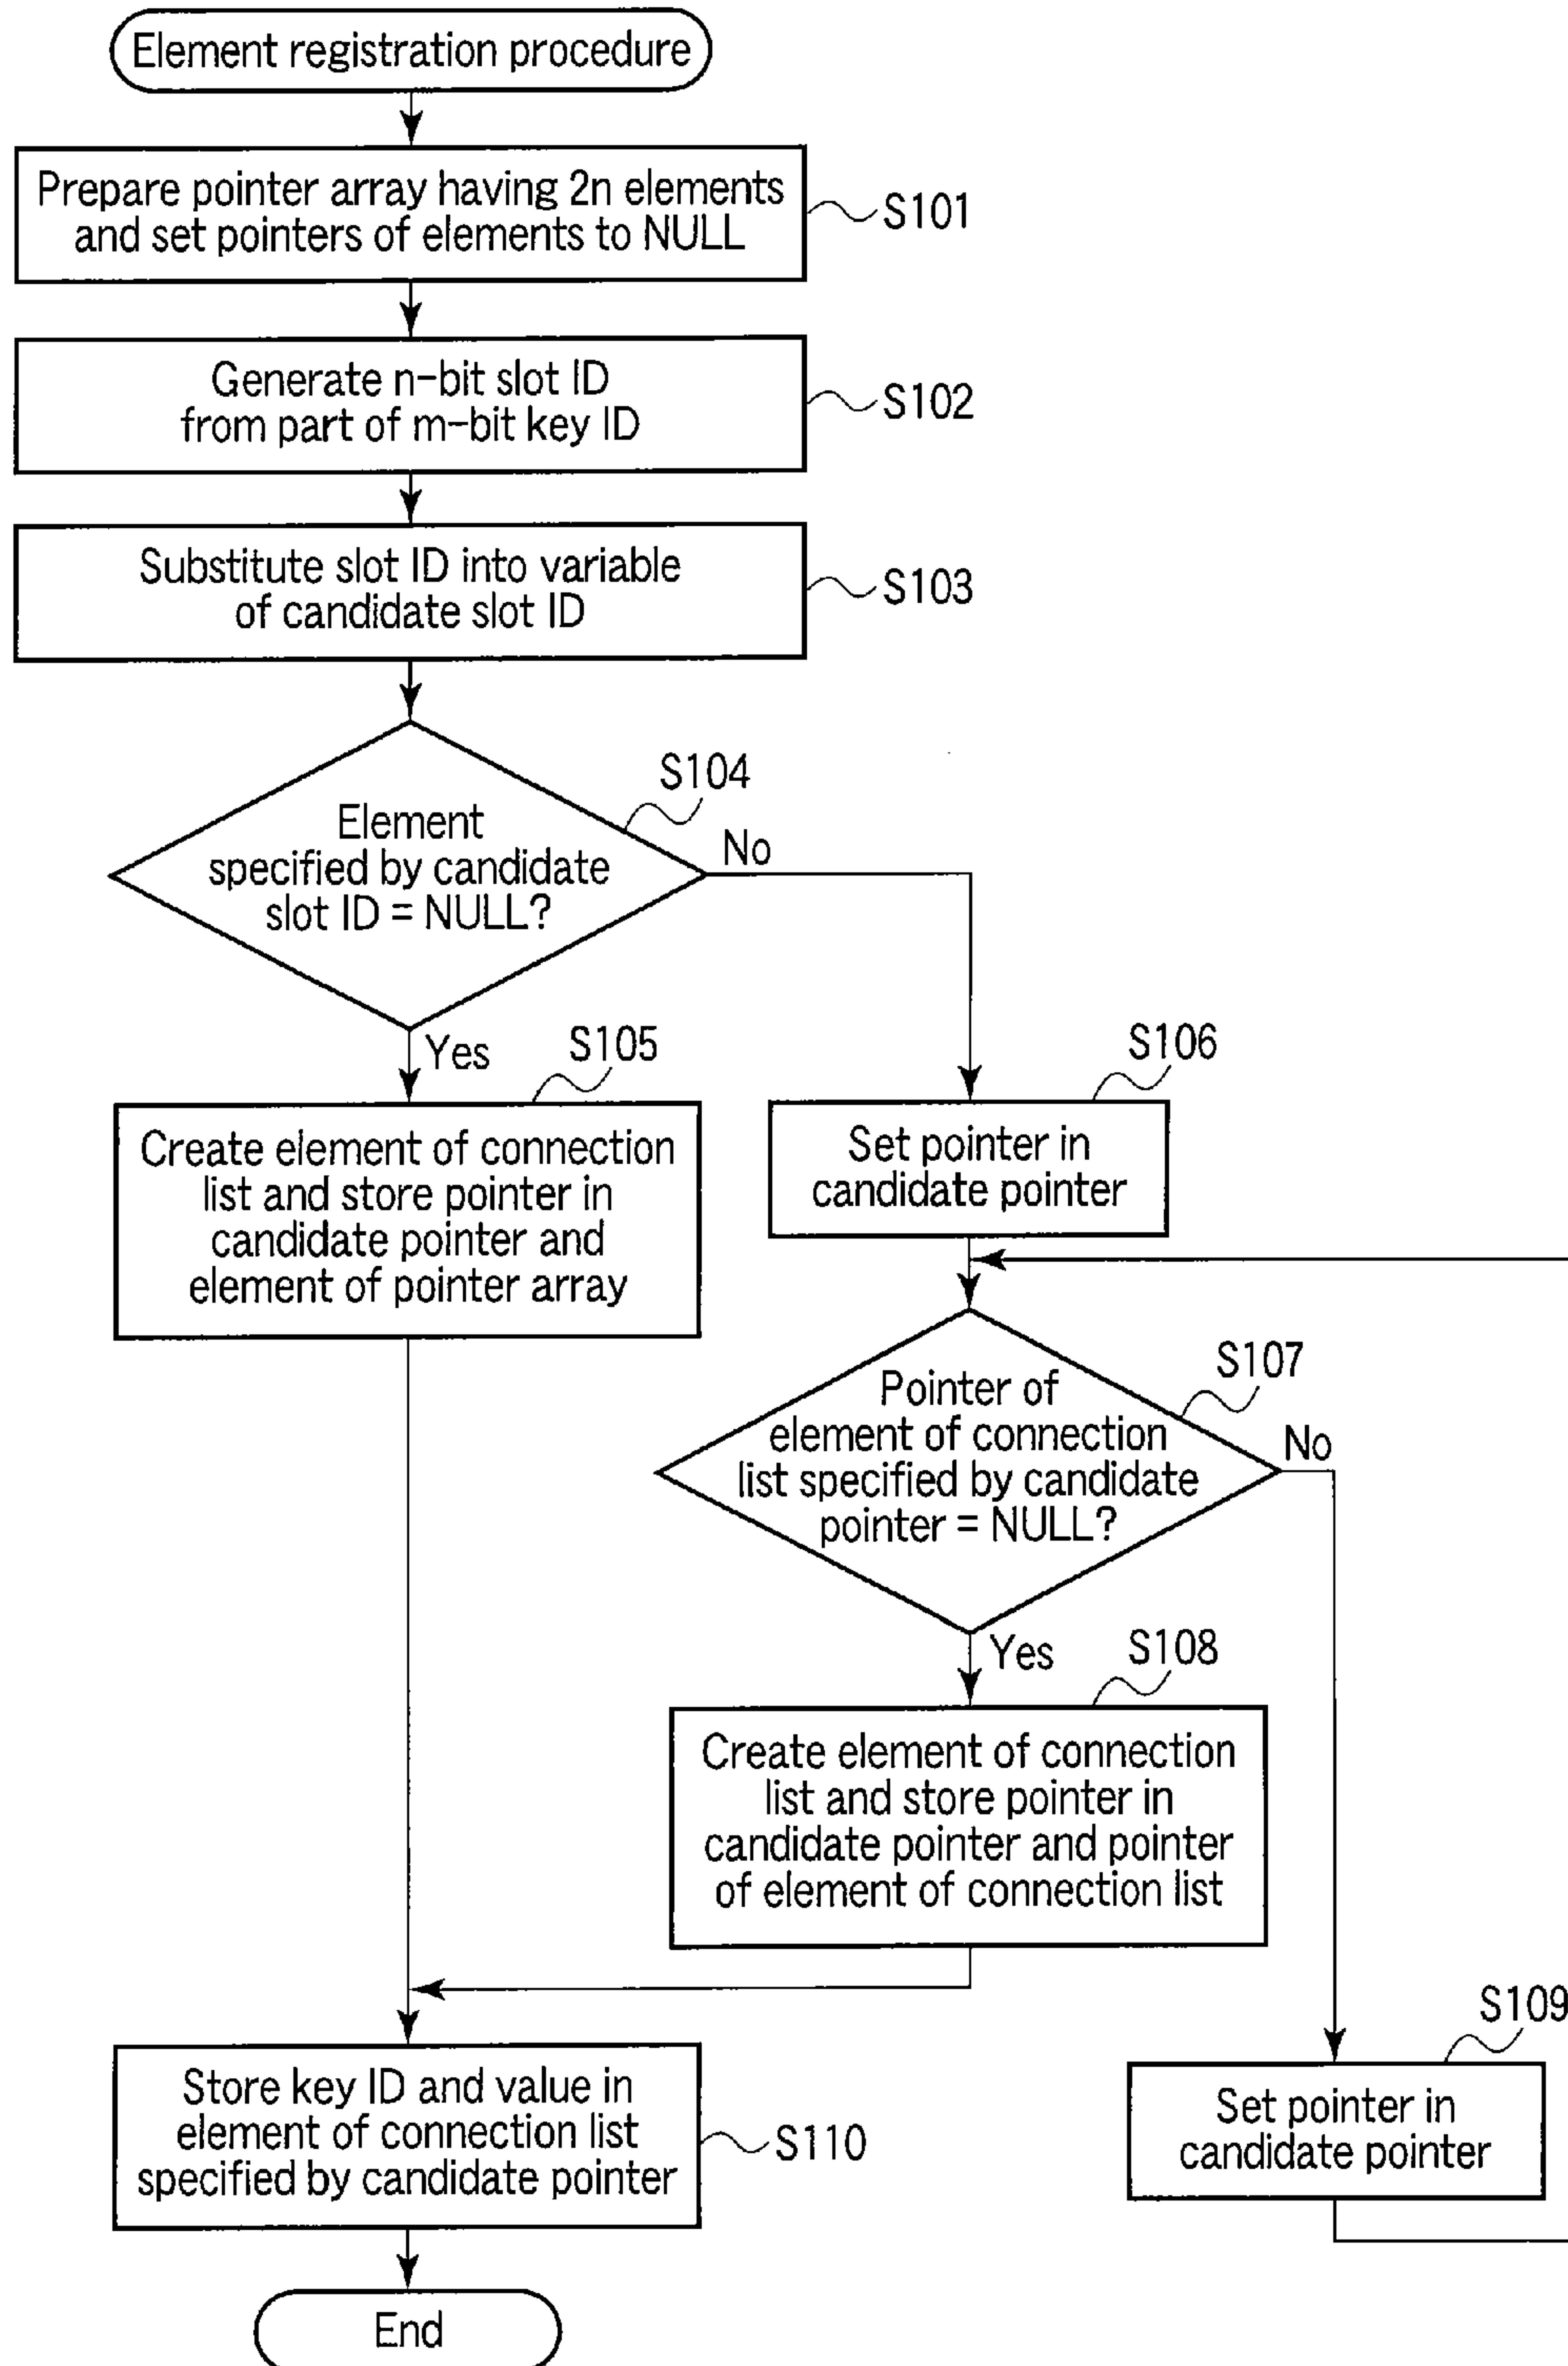 Element registration procedure
Prepare pointer array having 2n elements
and set pointers of elements to NULL
S101
Generate n-bit slot ID
from part of m-bit key ID
S102
Substitute slot ID into variable
of candidate slot ID
S103
S104
Element
specified by candidate
slot ID = NULL?
No
Yes
S105
Create element of connection
list and store pointer in
candidate pointer and
element of pointer array
S106
Set pointer in
candidate pointer
S107
Pointer of
element of connection
list specified by candidate
pointer = NULL?
No
Yes
S108
Create element of connection
list and store pointer in
candidate pointer and pointer
of element of connection list
S109
Set pointer in
candidate pointer
Store key ID and value in
element of connection list
specified by candidate pointer
S110
End